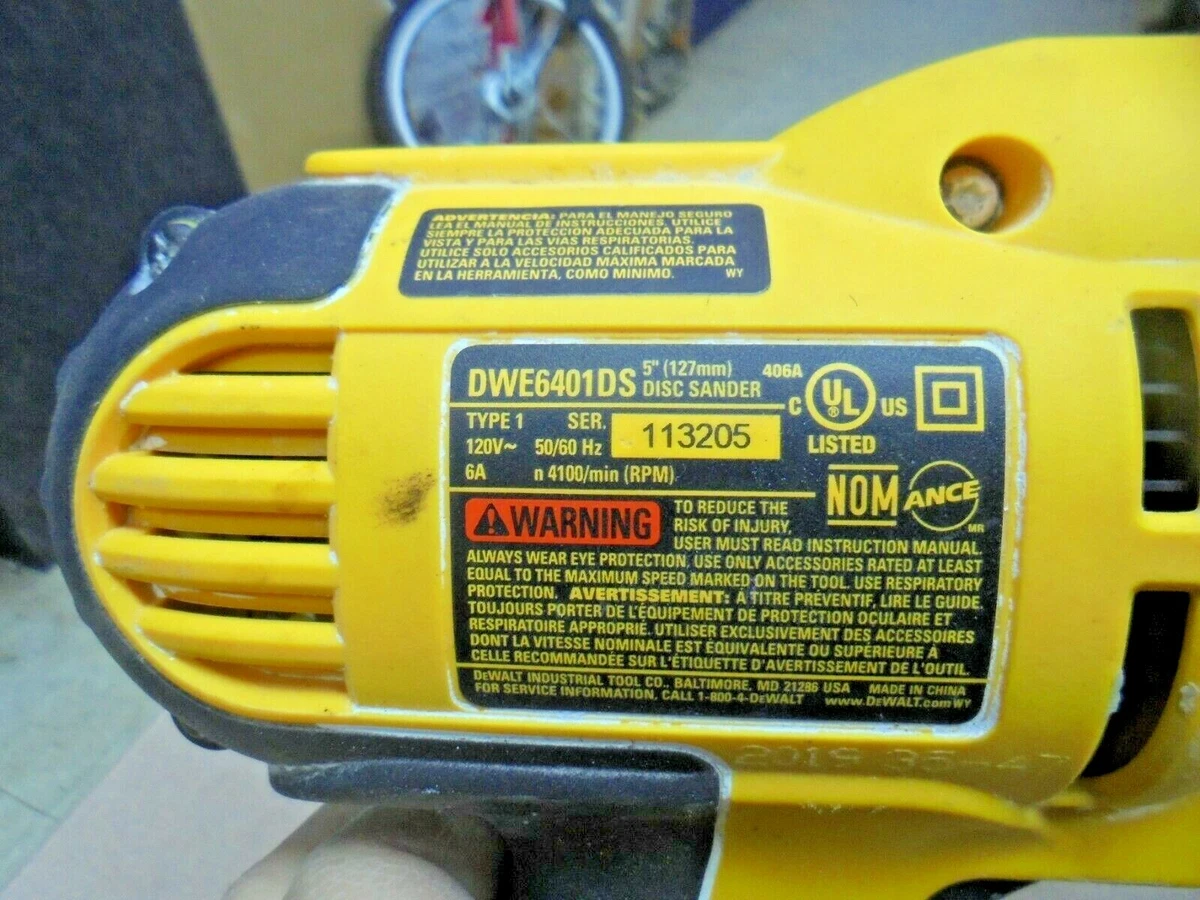 ADVERTENCIA: PARA EL MANEJO SEGURO
LEA EL MANUAL DE INSTRUCCIONES. UTILICE
SIEMPRE LA PROTECCION ADECUADA PARA LA
VISTA Y PARA LAS VIAS RESPIRATORIAS.
UTILICE SOLO ACCESORIOS CALIFICADOS PARA
UTILIZAR A LA VELOCIDAD MAXIMA MARCADA
EN LA HERRAMIENTA, COMO MINIMO. WY
DWE6401DS 5" (127mm) DISC SANDER 406A
TYPE 1 SER. 113205
120V~ 50/60 Hz
6A n 4100/min (RPM)
C UL® US
LISTED
NOM ANCE MR
WARNING TO REDUCE THE
RISK OF INJURY,
USER MUST READ INSTRUCTION MANUAL.
ALWAYS WEAR EYE PROTECTION, USE ONLY ACCESSORIES RATED AT LEAST
EQUAL TO THE MAXIMUM SPEED MARKED ON THE TOOL. USE RESPIRATORY
PROTECTION. AVERTISSEMENT: À TITRE PRÉVENTIF, LIRE LE GUIDE.
TOUJOURS PORTER DE L'ÉQUIPEMENT DE PROTECTION OCULAIRE ET
RESPIRATOIRE APPROPRIÉ. UTILISER EXCLUSIVEMENT DES ACCESSOIRES
DONT LA VITESSE NOMINALE EST ÉQUIVALENTE OU SUPÉRIEURE À
CELLE RECOMMANDÉE SUR L'ÉTIQUETTE D'AVERTISSEMENT DE L'OUTIL.
DEWALT INDUSTRIAL TOOL CO., BALTIMORE, MD 21286 USA MADE IN CHINA
FOR SERVICE INFORMATION, CALL 1-800-4-DEWALT www.DEWALT.com WY
2019 35-47